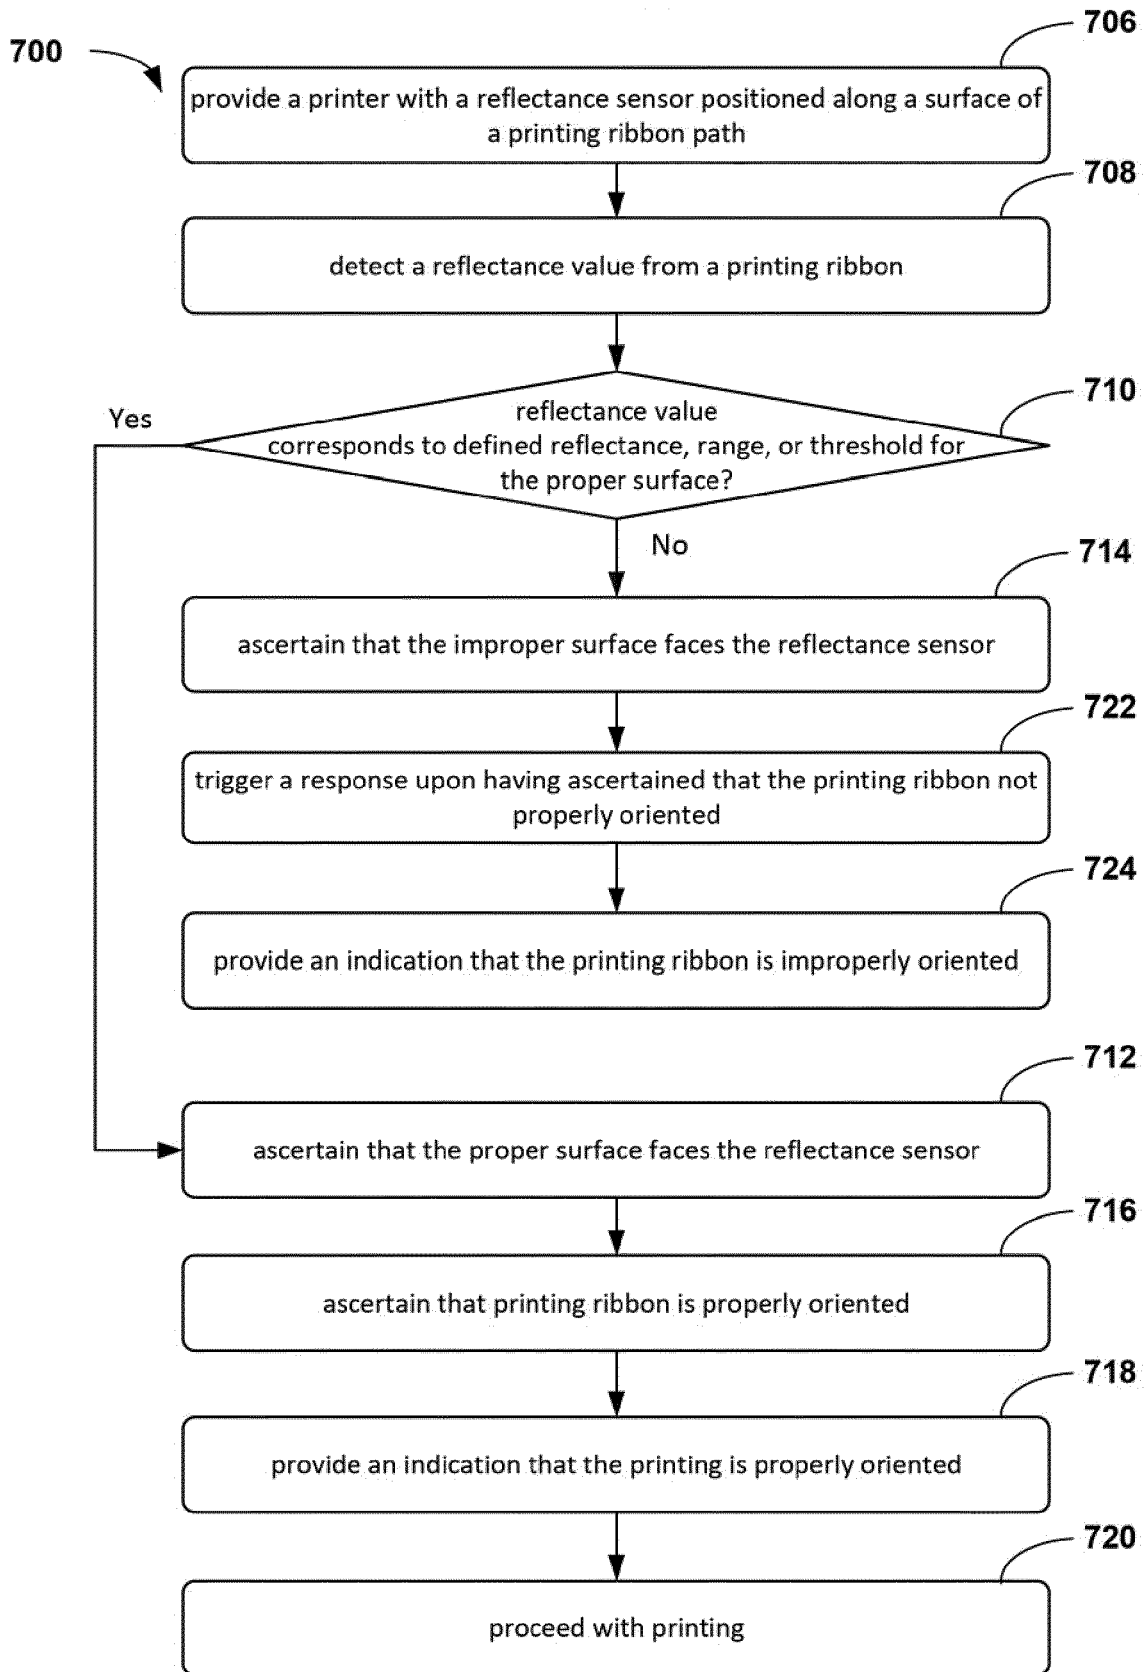 706
700
provide a printer with a reflectance sensor positioned along a surface of
a printing ribbon path
708
detect a reflectance value from a printing ribbon
710
Yes
reflectance value
corresponds to defined reflectance, range, or threshold for
the proper surface?
No
714
ascertain that the improper surface faces the reflectance sensor
722
trigger a response upon having ascertained that the printing ribbon not
properly oriented
724
provide an indication that the printing ribbon is improperly oriented
712
ascertain that the proper surface faces the reflectance sensor
716
ascertain that printing ribbon is properly oriented
718
provide an indication that the printing is properly oriented
720
proceed with printing